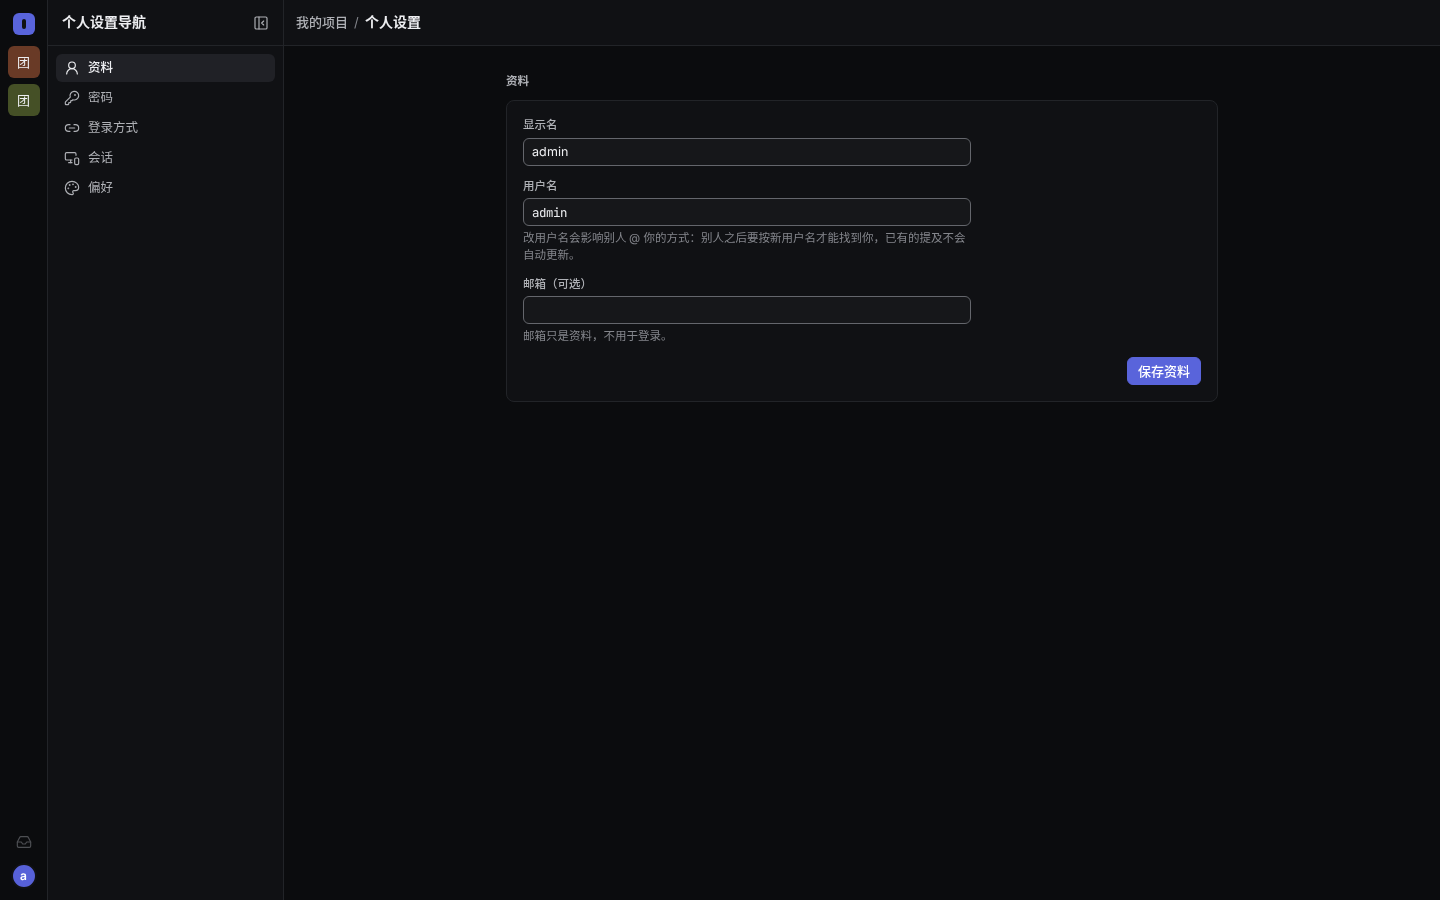 个人设置导航
我的项目 / 个人设置
团
团
资料
密码
登录方式
会话
偏好
资料
显示名
admin
用户名
admin
改用户名会影响别人 @ 你的方式：别人之后要按新用户名才能找到你，已有的提及不会
自动更新。
邮箱（可选）
邮箱只是资料，不用于登录。
保存资料
a